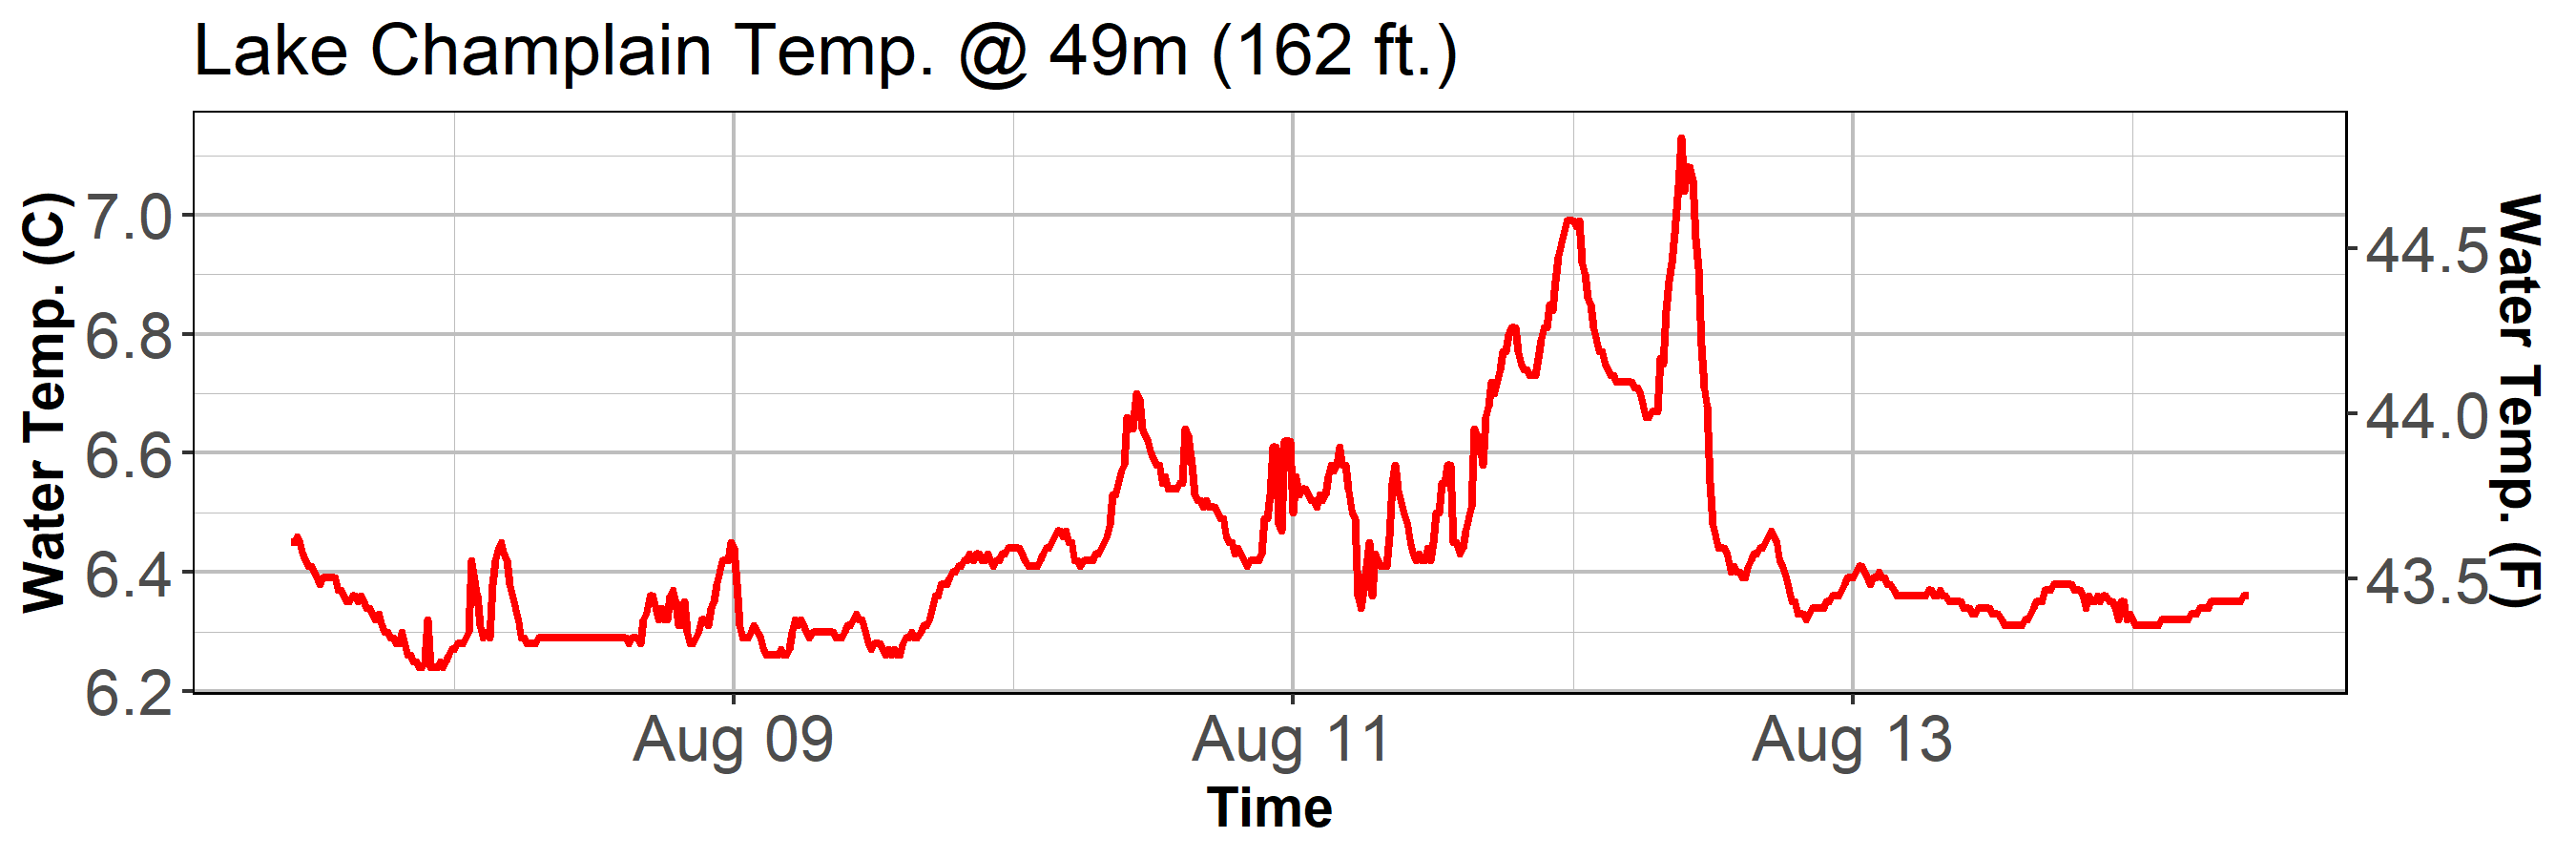 Lake Champlain Temp. @ 49m (162 ft.)
Water Temp. (C)
7.0
6.8
6.6
6.4
6.2
44.5
44.0
43.5
Water Temp. (F)
Aug 09 Aug 11 Aug 13
Time